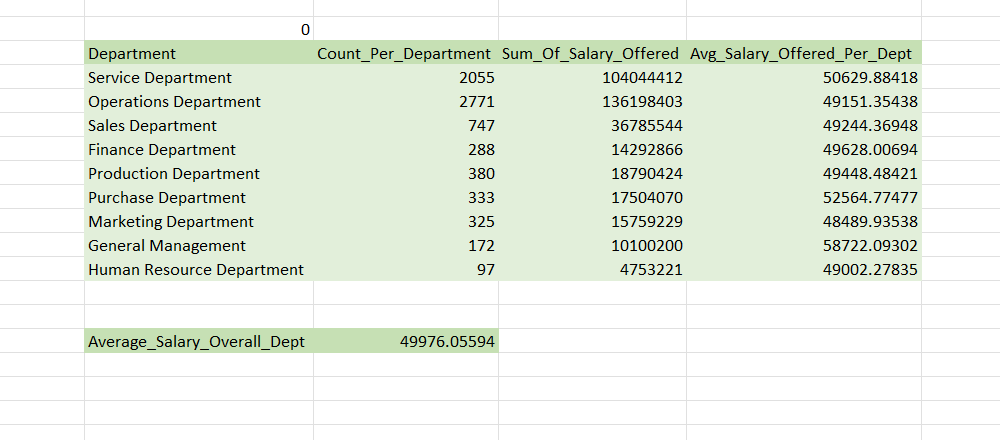 0
Department Count_Per_Department Sum_Of_Salary_Offered Avg_Salary_Offered_Per_Dept
Service Department 2055 104044412 50629.88418
Operations Department 2771 136198403 49151.35438
Sales Department 747 36785544 49244.36948
Finance Department 288 14292866 49628.00694
Production Department 380 18790424 49448.48421
Purchase Department 333 17504070 52564.77477
Marketing Department 325 15759229 48489.93538
General Management 172 10100200 58722.09302
Human Resource Department 97 4753221 49002.27835
Average_Salary_Overall_Dept 49976.05594